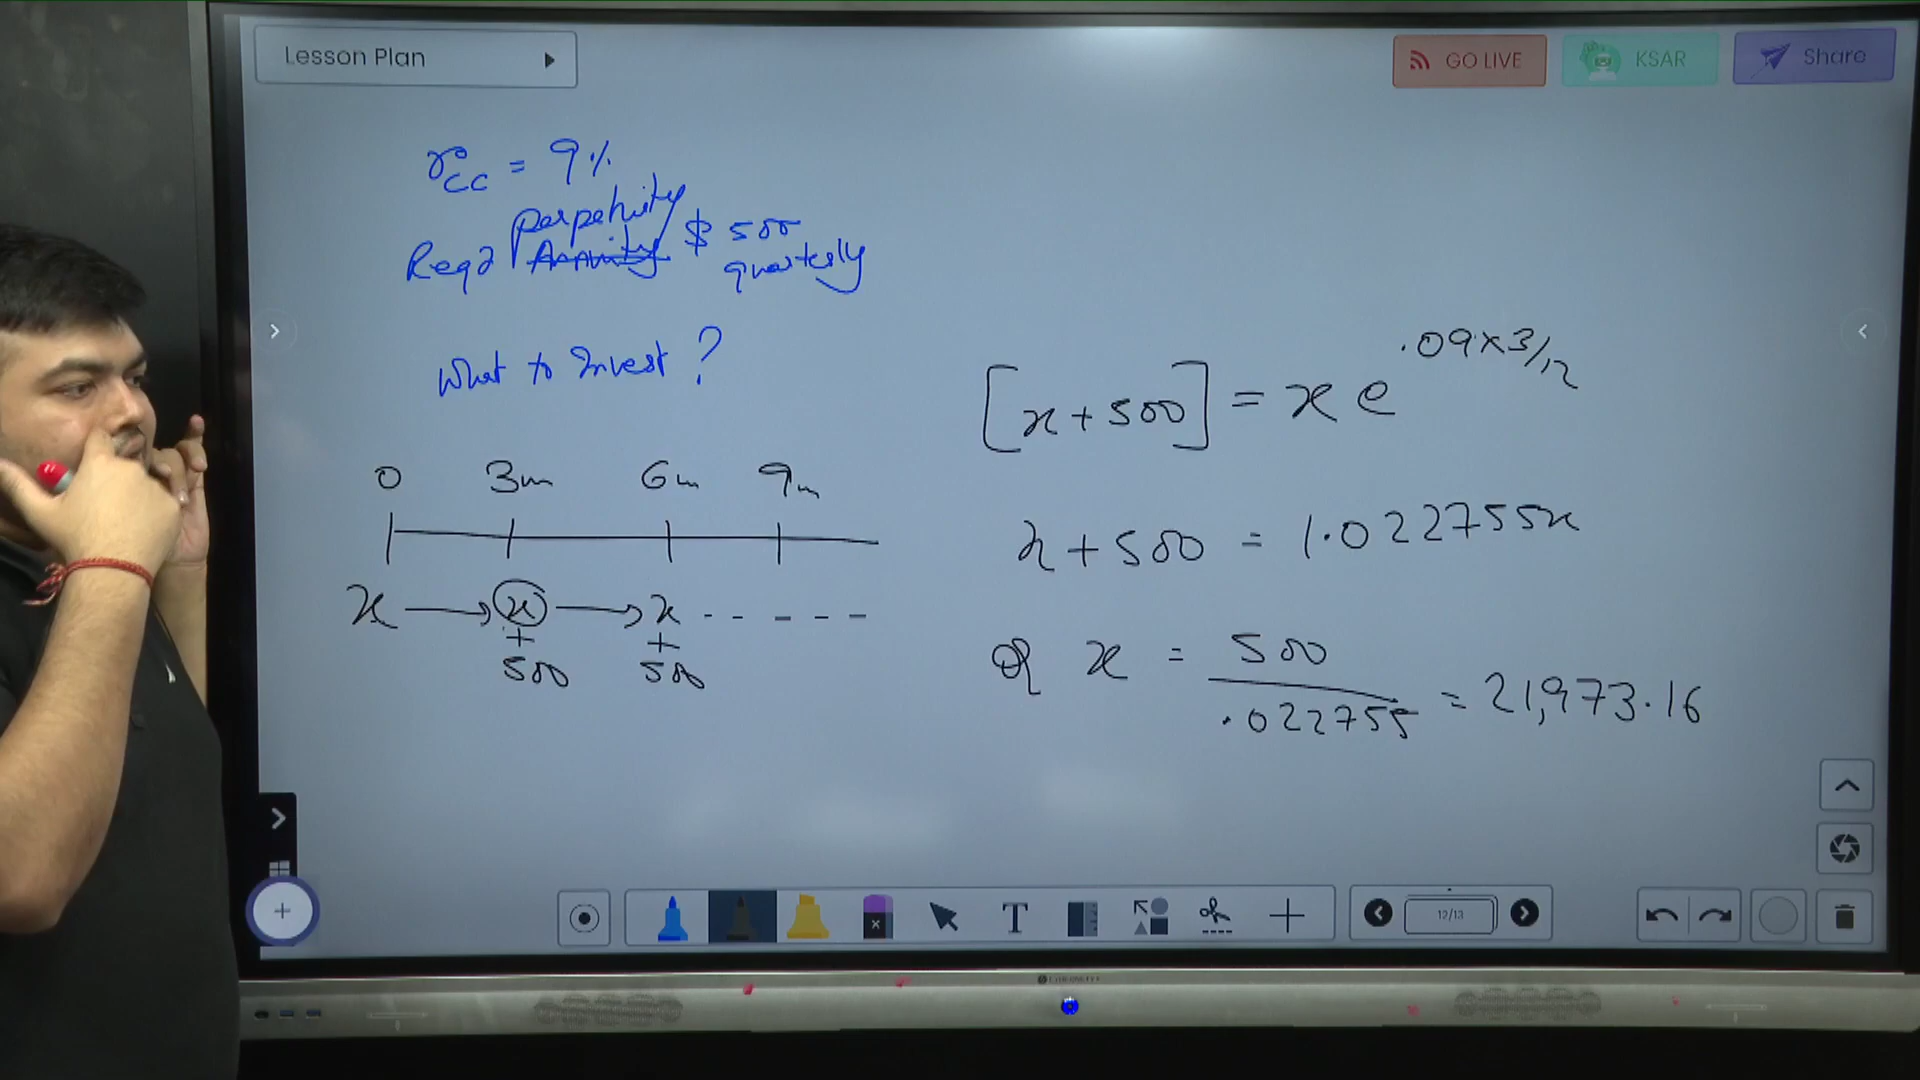 Lesson Plan
GO LIVE
KSAR
Share
r_cc = 9%
perpetuity
Reqd Annuity $ 500
quarterly
What to Invest?
0 3m 6m 9m
x → x → x - - - - -
+ +
500 500
[x + 500] = x e^.09×3/12
x + 500 = 1.022755x
or x = 500 / .022755 = 21,973.16
T
12/13